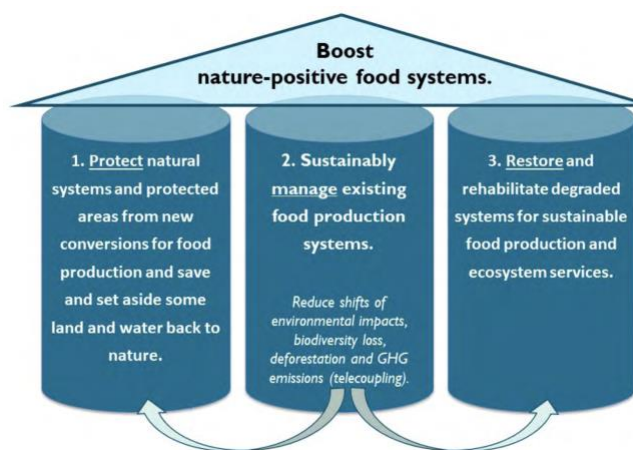 Boost
nature-positive food systems.
1. Protect natural
systems and protected
areas from new
conversions for food
production and save
and set aside some
land and water back to
nature.
2. Sustainably
manage existing
food production
systems.
Reduce shifts of
environmental impacts,
biodiversity loss,
deforestation and GHG
emissions (telecoupling).
3. Restore and
rehabilitate degraded
systems for sustainable
food production and
ecosystem services.